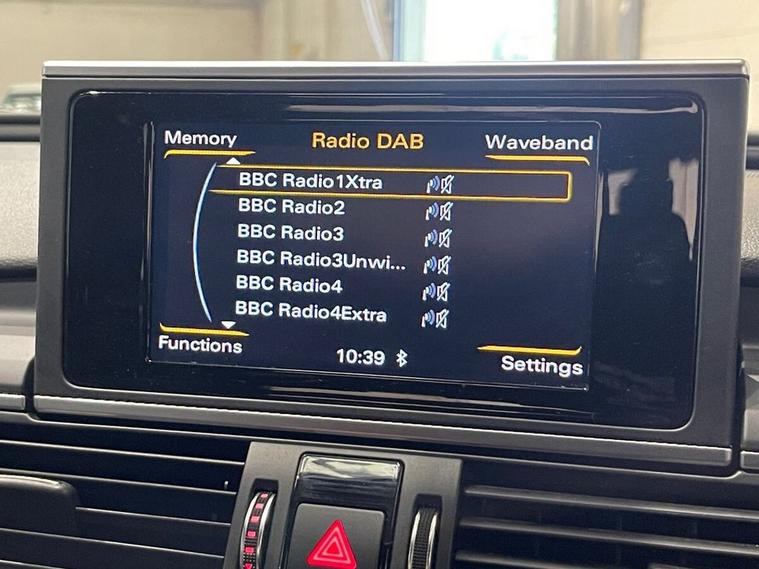 Memory
Radio DAB
Waveband
BBC Radio1Xtra
BBC Radio2
BBC Radio3
BBC Radio3Unwi...
BBC Radio4
BBC Radio4Extra
Functions
10:39
Settings